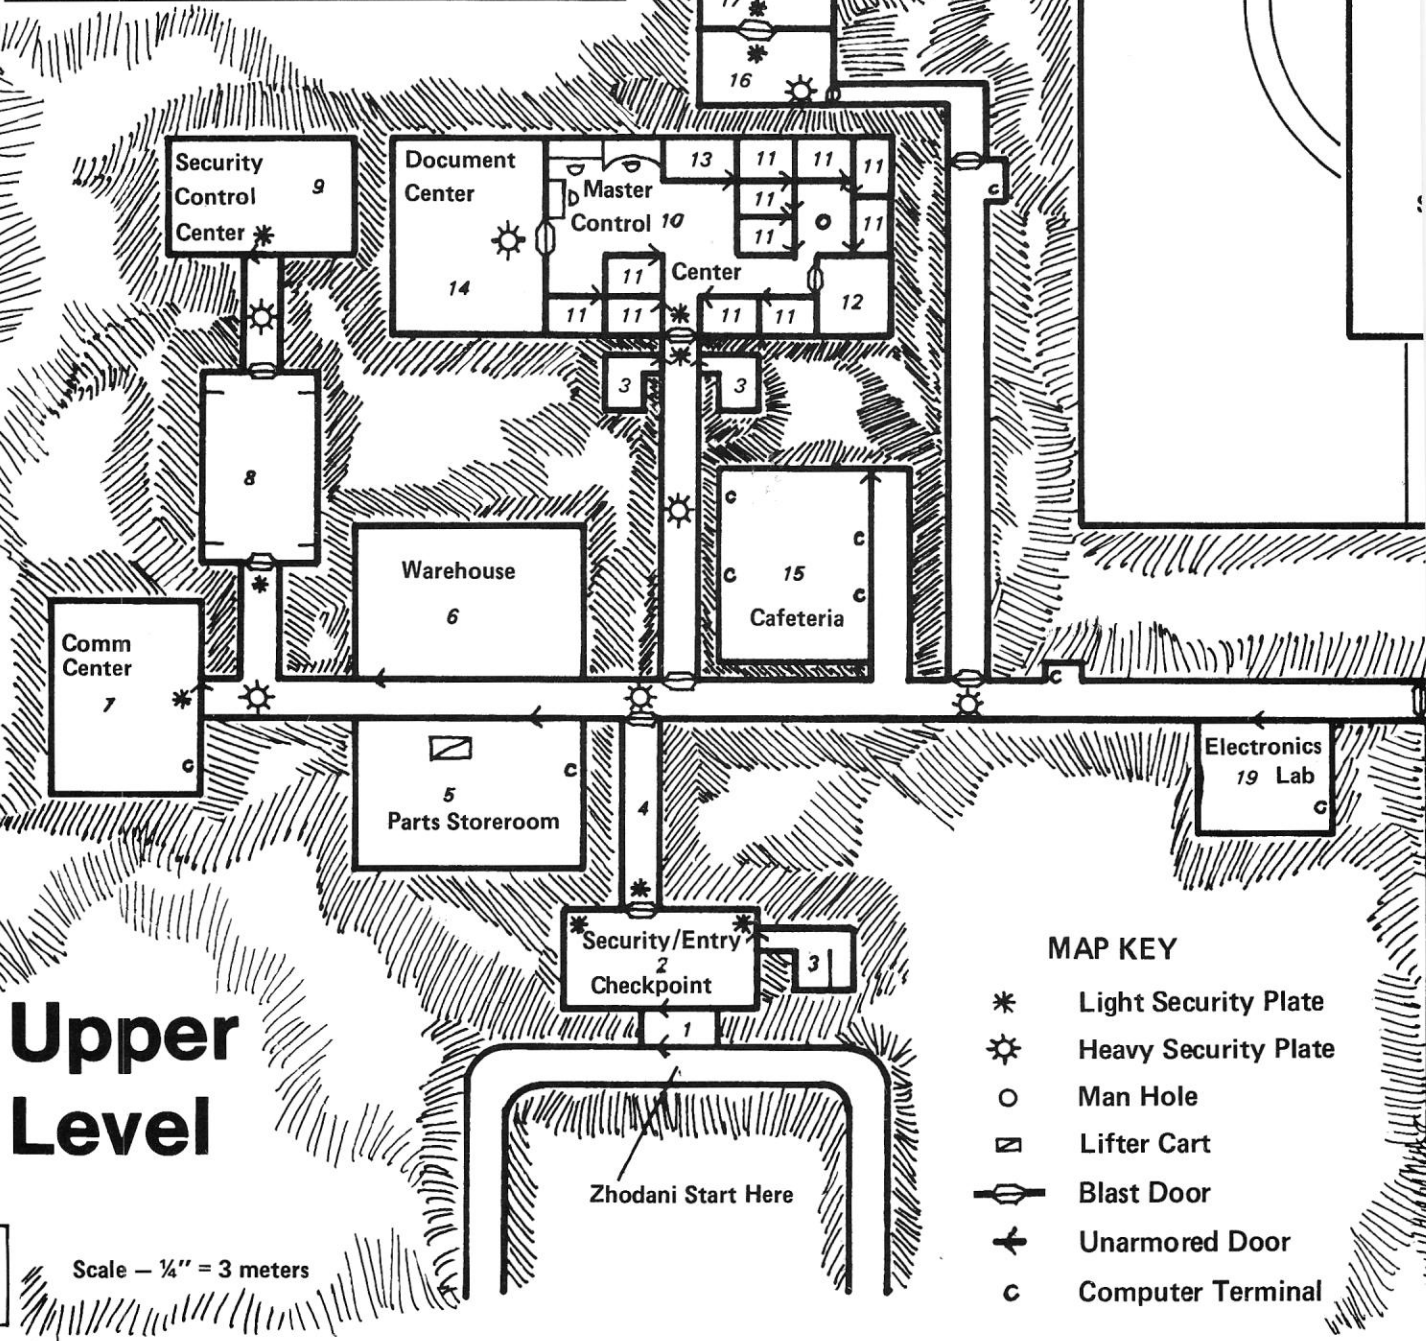 17
16
Security
Control
Center
9
Document
Center
14
Master
Control 10
Center
13
11
11
11
11
11
11
11
11
11
11
11
12
3
3
8
Warehouse
6
15
Cafeteria
Comm
Center
7
5
Parts Storeroom
4
Electronics
19 Lab
Security/Entry
2
Checkpoint
3
1
Zhodani Start Here
Upper
Level
Scale – ¼" = 3 meters
MAP KEY
Light Security Plate
Heavy Security Plate
Man Hole
Lifter Cart
Blast Door
Unarmored Door
c Computer Terminal